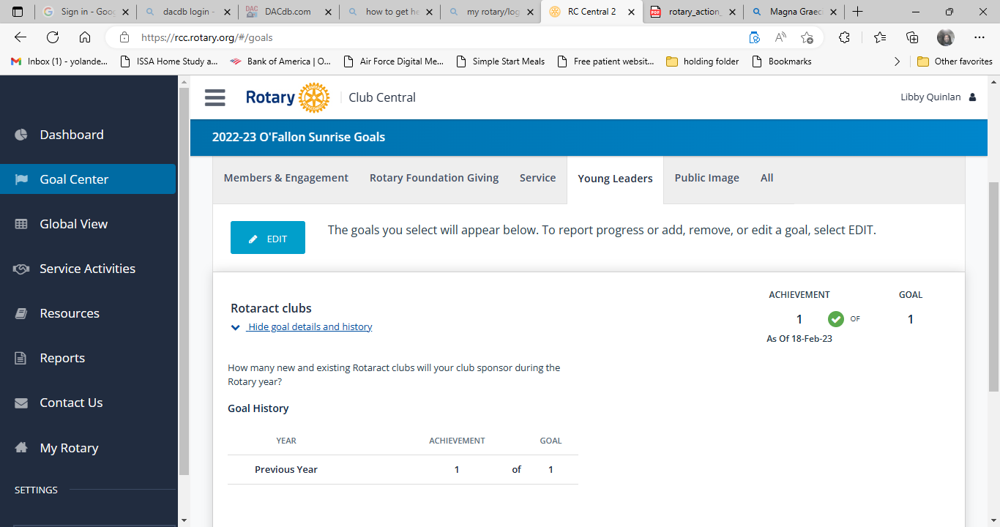 Sign in - Goog
dacdb login -
DAC
DACdb.com
how to get he
my rotary/log
RC Central 2
PDF
rotary_action_
Magna Graec
https://rcc.rotary.org/#/goals
Inbox (1) - yolande...
ISSA Home Study a...
Bank of America | O...
Air Force Digital Me...
Simple Start Meals
Free patient websit...
holding folder
Bookmarks
Other favorites
Rotary
Club Central
Libby Quinlan
Dashboard
Goal Center
Global View
Service Activities
Resources
Reports
Contact Us
My Rotary
SETTINGS
2022-23 O'Fallon Sunrise Goals
Members & Engagement
Rotary Foundation Giving
Service
Young Leaders
Public Image
All
EDIT
The goals you select will appear below. To report progress or add, remove, or edit a goal, select EDIT.
Rotaract clubs
Hide goal details and history
ACHIEVEMENT GOAL
1 OF 1
As Of 18-Feb-23
How many new and existing Rotaract clubs will your club sponsor during the
Rotary year?
Goal History
YEAR ACHIEVEMENT GOAL
Previous Year 1 of 1